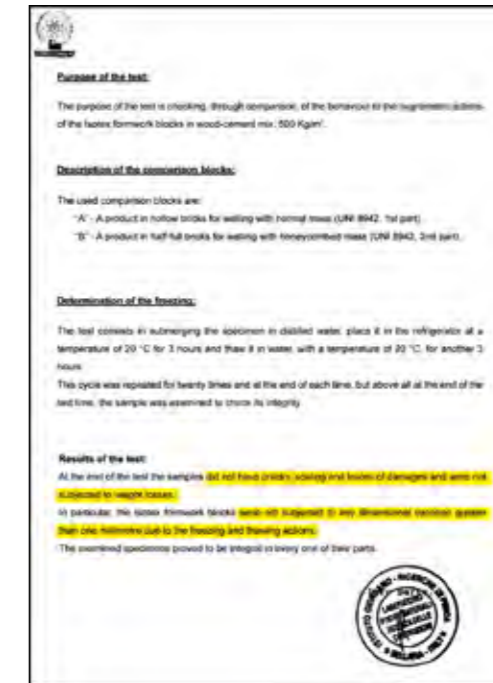 Purpose of the test:
The purpose of the test is checking, through comparison, of the behaviour to the
of the Isotex formwork blocks in wood-cement mix, 500 Kg/m³.
Description of the comparison blocks:
The used comparison blocks are:
"A" - A product in hollow bricks for walling with normal mass (UNI 8942, 1st part).
"B" - A product in half-full bricks for walling with honeycombed mass (UNI 8942, 2nd part).
Determination of the freezing:
The test consists in submerging the specimen in distilled water, place it in the refrigerator at a
temperature of 20 °C for 3 hours and thaw it in water, with a temperature of 20 °C, for another 3
hours.
This cycle was repeated for twenty times and at the end of each time, but above all at the end of the
test time, the sample was examined to check its integrity.
Results of the test:
At the end of the test the samples did not have cracks, and of damages and were not
subjected to weight losses.
In particular, the Isotex formwork blocks were not subjected to any dimensional variation greater
than one millimetre due to the freezing and thawing actions.
The examined specimens proved to be integral in every one of their parts.
ISTITUTO GIORDANO - RICERCHE
BELLARIA - ITALY